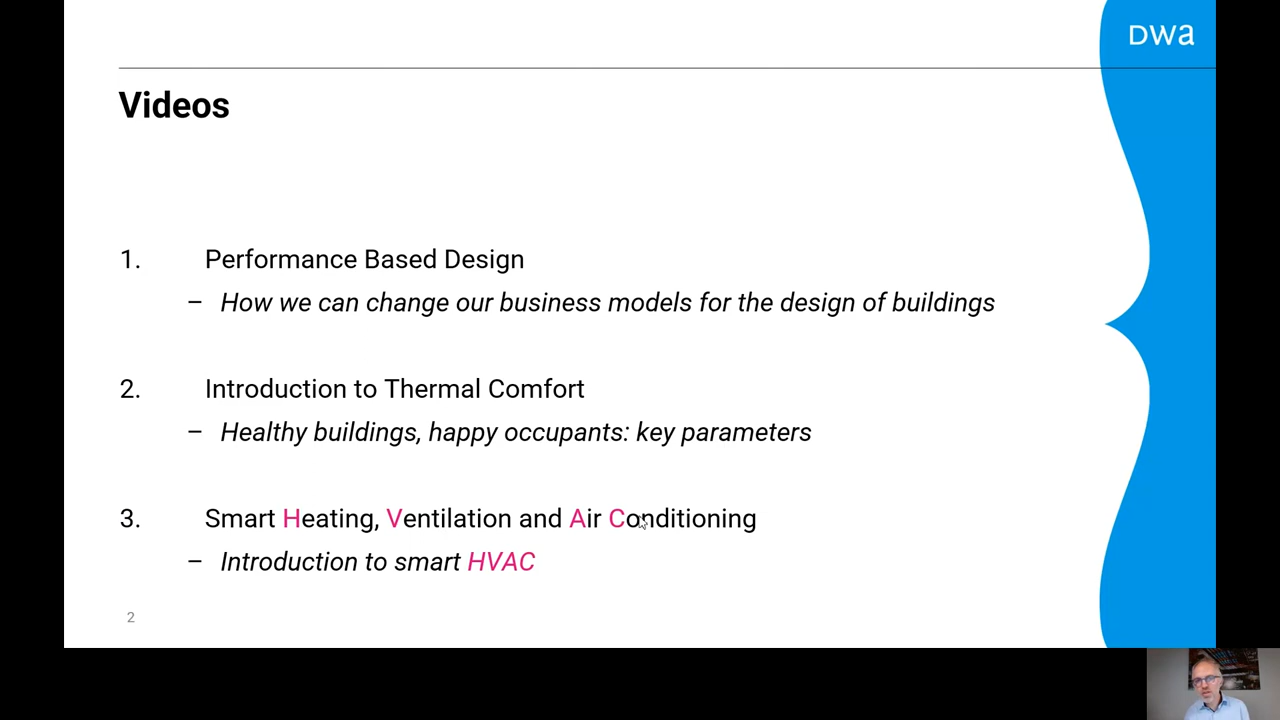 DWa
Videos
1. Performance Based Design
– How we can change our business models for the design of buildings
2. Introduction to Thermal Comfort
– Healthy buildings, happy occupants: key parameters
3. Smart Heating, Ventilation and Air Conditioning
– Introduction to smart HVAC
2